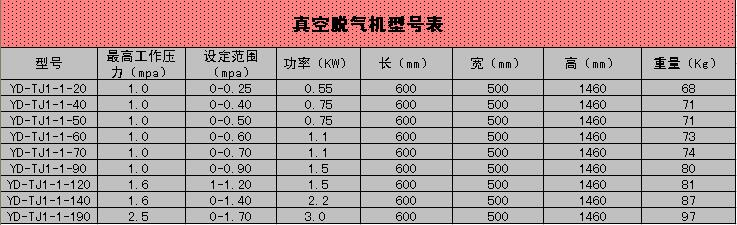 真空脱气机型号表
型号 最高工作压力（mpa） 设定范围（mpa） 功率（KW） 长（mm） 宽（mm） 高（mm） 重量（Kg）
YD-TJ1-1-20 1.0 0-0.25 0.55 600 500 1460 68
YD-TJ1-1-40 1.0 0-0.40 0.75 600 500 1460 71
YD-TJ1-1-50 1.0 0-0.50 0.75 600 500 1460 71
YD-TJ1-1-60 1.0 0-0.60 1.1 600 500 1460 73
YD-TJ1-1-70 1.0 0-0.70 1.1 600 500 1460 74
YD-TJ1-1-90 1.0 0-0.90 1.5 600 500 1460 80
YD-TJ1-1-120 1.6 1-1.20 1.5 600 500 1460 81
YD-TJ1-1-140 1.6 0-1.40 2.2 600 500 1460 87
YD-TJ1-1-190 2.5 0-1.70 3.0 600 500 1460 97